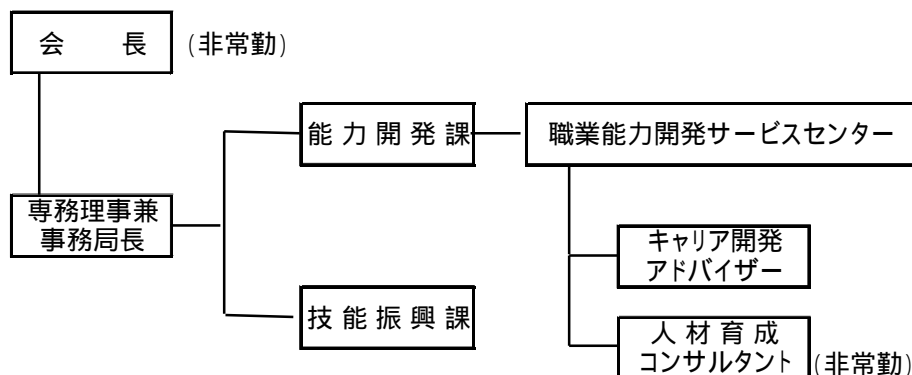 会長 (非常勤)
能力開発課
職業能力開発サービスセンター
専務理事兼
事務局長
キャリア開発
アドバイザー
技能振興課
人材育成
コンサルタント (非常勤)